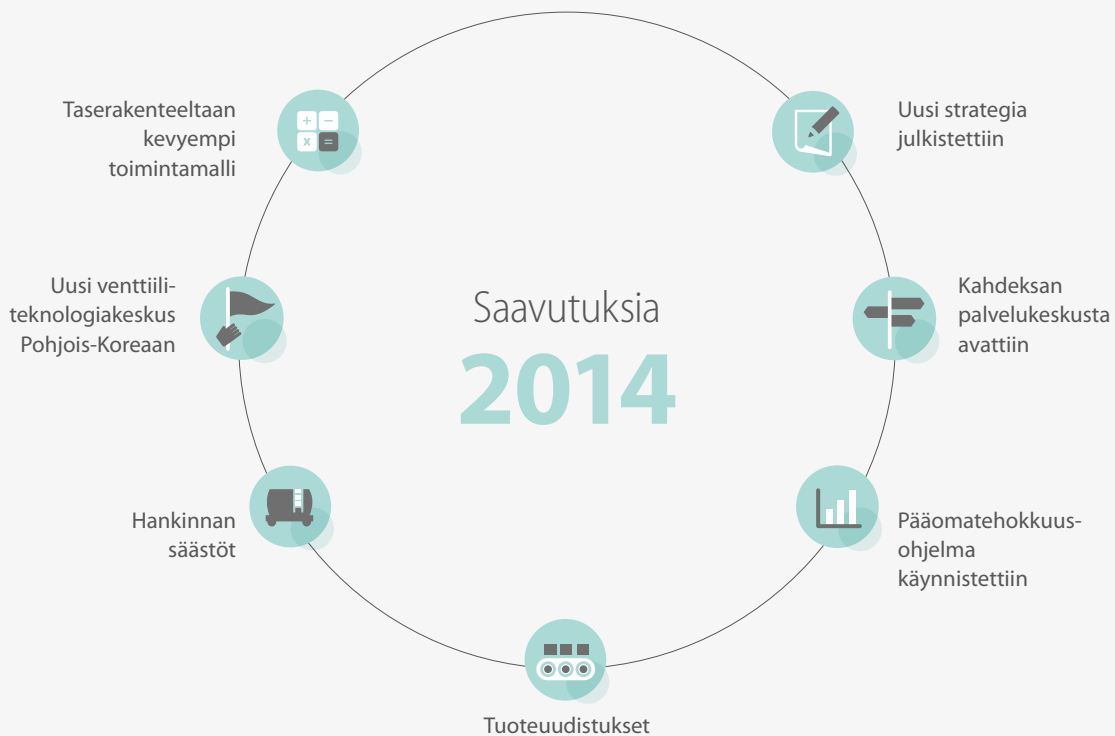 Saavutuksia
2014
Uusi strategia
julkistettiin
Kahdeksan
palvelukeskusta
avattiin
Pääomatehokkuus-
ohjelma
käynnistettiin
Tuoteuudistukset
Hankinnan
säästöt
Uusi venttiili-
teknologiakeskus
Pohjois-Koreaan
Taserakenteeltaan
kevyempi
toimintamalli
+ −
x =